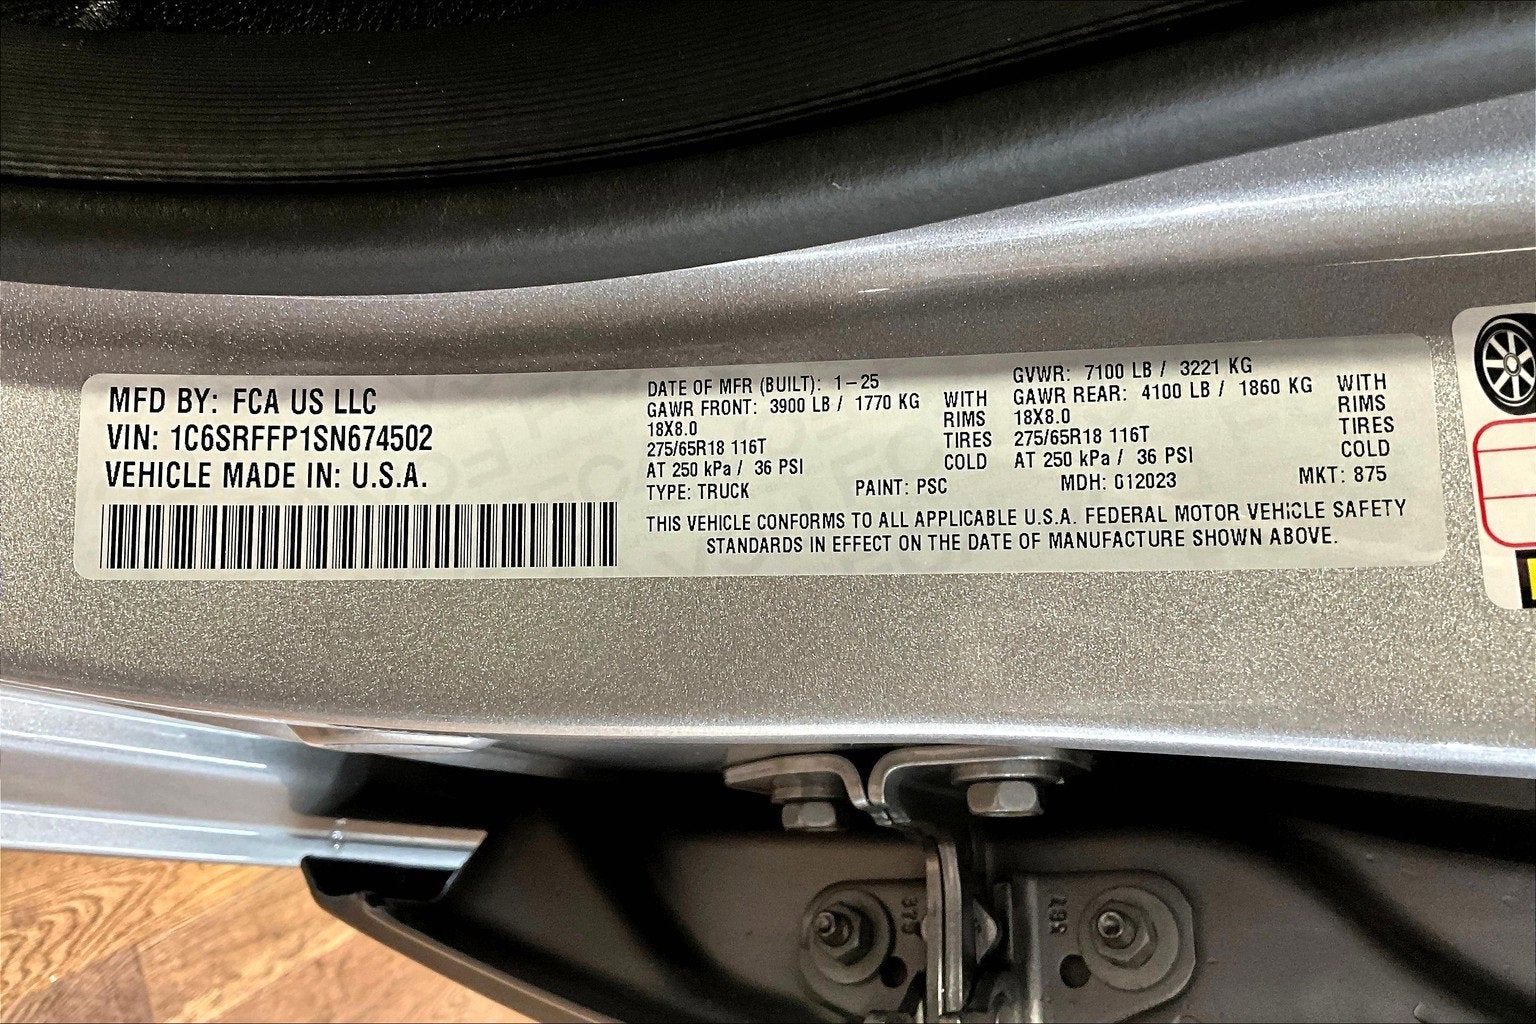 MFD BY: FCA US LLC
VIN: 1C6SRFFP1SN674502
VEHICLE MADE IN: U.S.A.
DATE OF MFR (BUILT): 1-25
GAWR FRONT: 3900 LB / 1770 KG WITH
18X8.0 RIMS
275/65R18 116T TIRES
AT 250 kPa / 36 PSI COLD
GVWR: 7100 LB / 3221 KG
GAWR REAR: 4100 LB / 1860 KG WITH
18X8.0 RIMS
275/65R18 116T TIRES
AT 250 kPa / 36 PSI COLD
TYPE: TRUCK PAINT: PSC MDH: 012023 MKT: 875
THIS VEHICLE CONFORMS TO ALL APPLICABLE U.S.A. FEDERAL MOTOR VEHICLE SAFETY
STANDARDS IN EFFECT ON THE DATE OF MANUFACTURE SHOWN ABOVE.